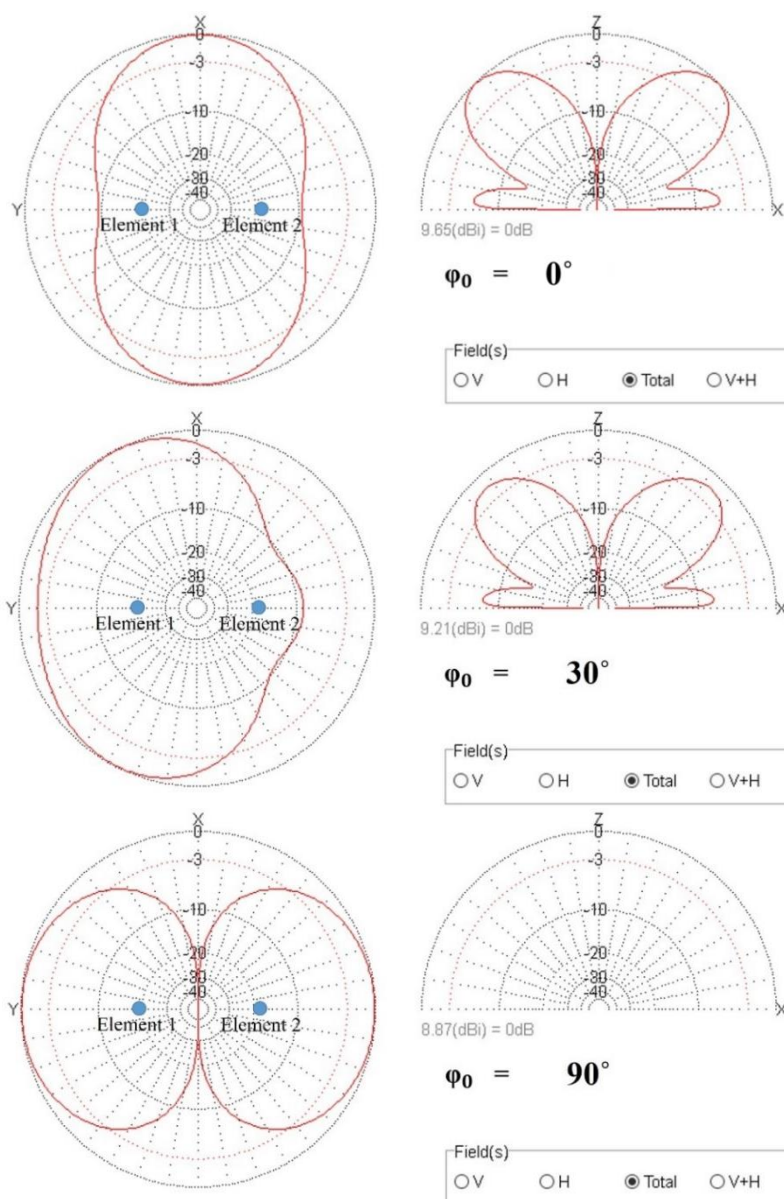 X
0
-3
-10
-20
-30
-40
Y
Element 1
Element 2
Z
0
-3
-10
-20
-30
-40
X
9.65(dBi) = 0dB
φ₀ = 0°
Field(s)
V H Total V+H
X
0
-3
-10
-20
-30
-40
Y
Element 1
Element 2
Z
0
-3
-10
-20
-30
-40
X
9.21(dBi) = 0dB
φ₀ = 30°
Field(s)
V H Total V+H
X
0
-3
-10
-20
-30
-40
Y
Element 1
Element 2
Z
0
-3
-10
-20
-30
-40
X
8.87(dBi) = 0dB
φ₀ = 90°
Field(s)
V H Total V+H